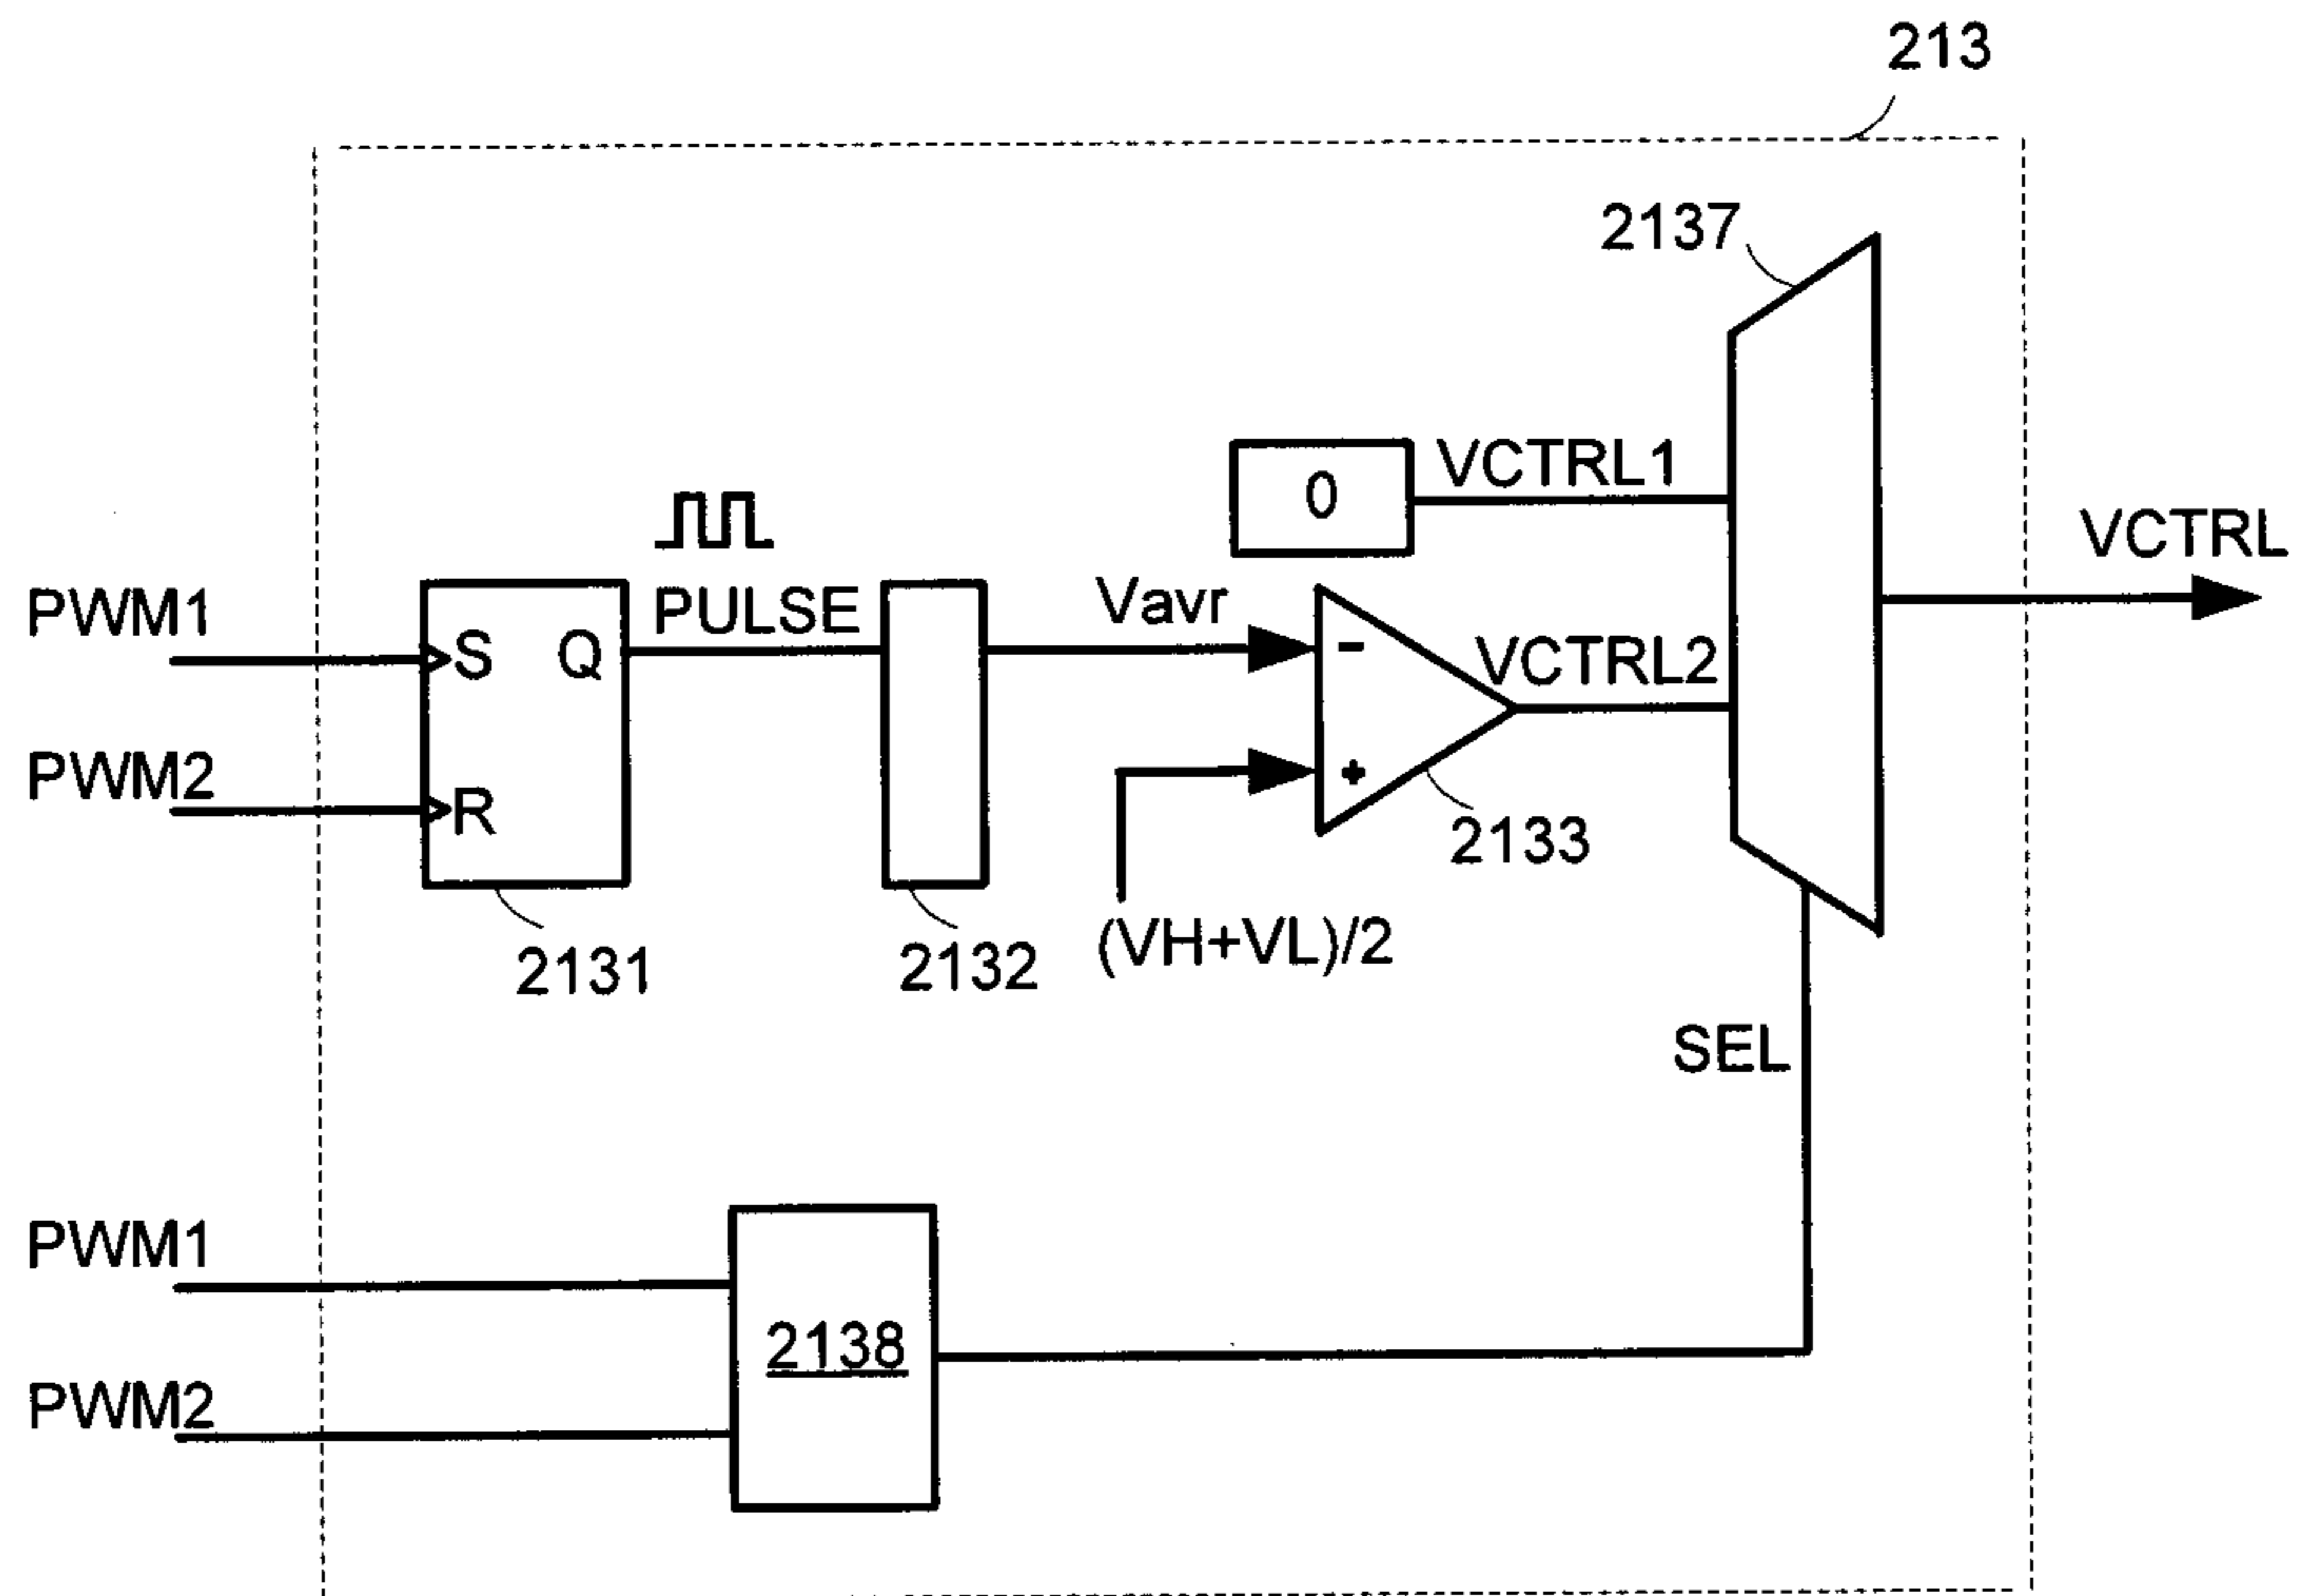 213
2137
0
VCTRL1
VCTRL
PWM1
S
Q
PULSE
Vavr
-
VCTRL2
PWM2
R
+
2133
2131
2132
(VH+VL)/2
SEL
PWM1
2138
PWM2